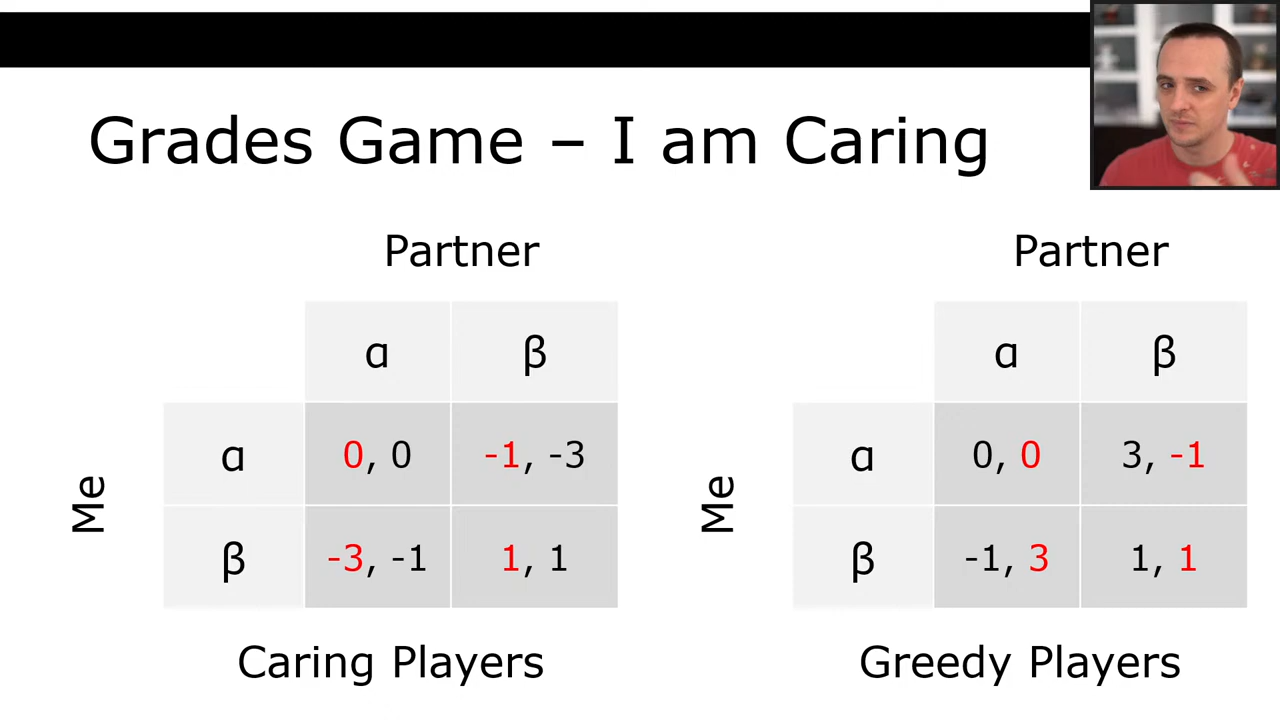 Grades Game – I am Caring
Partner
α β
Me
α 0, 0 -1, -3
β -3, -1 1, 1
Caring Players
Partner
α β
Me
α 0, 0 3, -1
β -1, 3 1, 1
Greedy Players